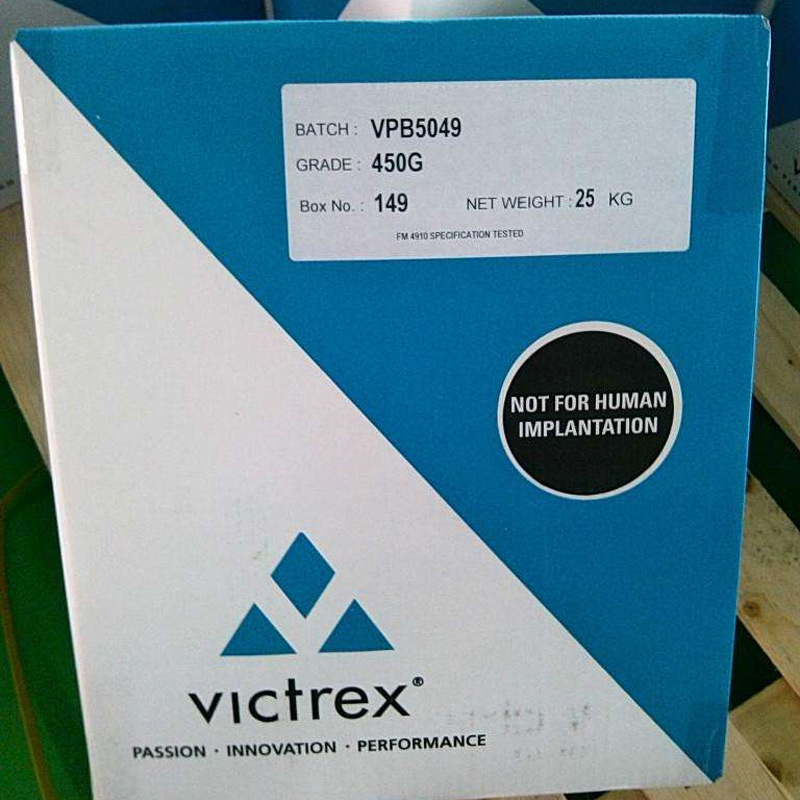 BATCH : VPB5049
GRADE : 450G
Box No. : 149 NET WEIGHT : 25 KG
FM 4910 SPECIFICATION TESTED
NOT FOR HUMAN
IMPLANTATION
victrex®
PASSION · INNOVATION · PERFORMANCE